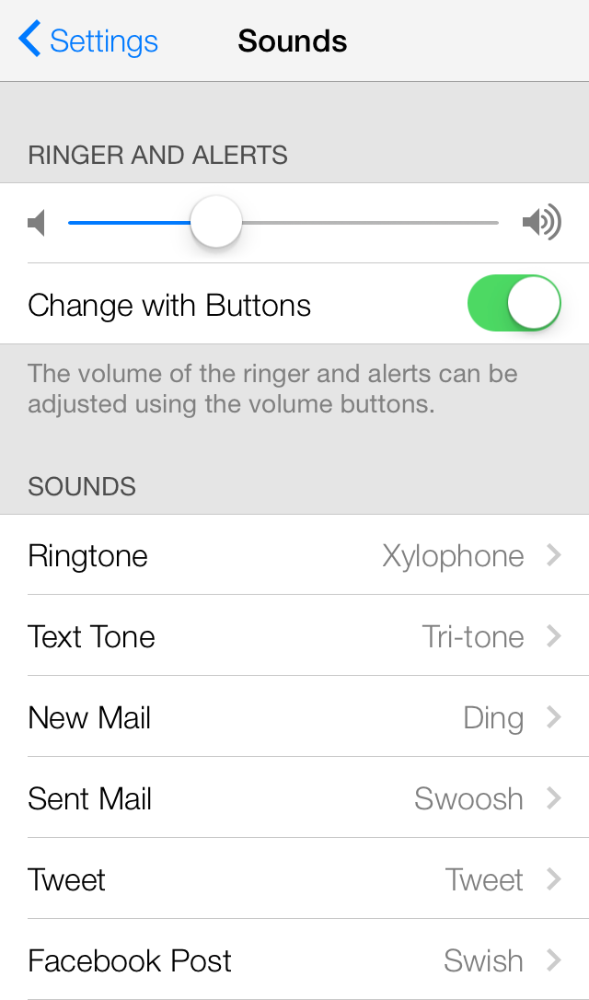 Settings
Sounds
RINGER AND ALERTS
Change with Buttons
The volume of the ringer and alerts can be
adjusted using the volume buttons.
SOUNDS
Ringtone Xylophone
Text Tone Tri-tone
New Mail Ding
Sent Mail Swoosh
Tweet Tweet
Facebook Post Swish